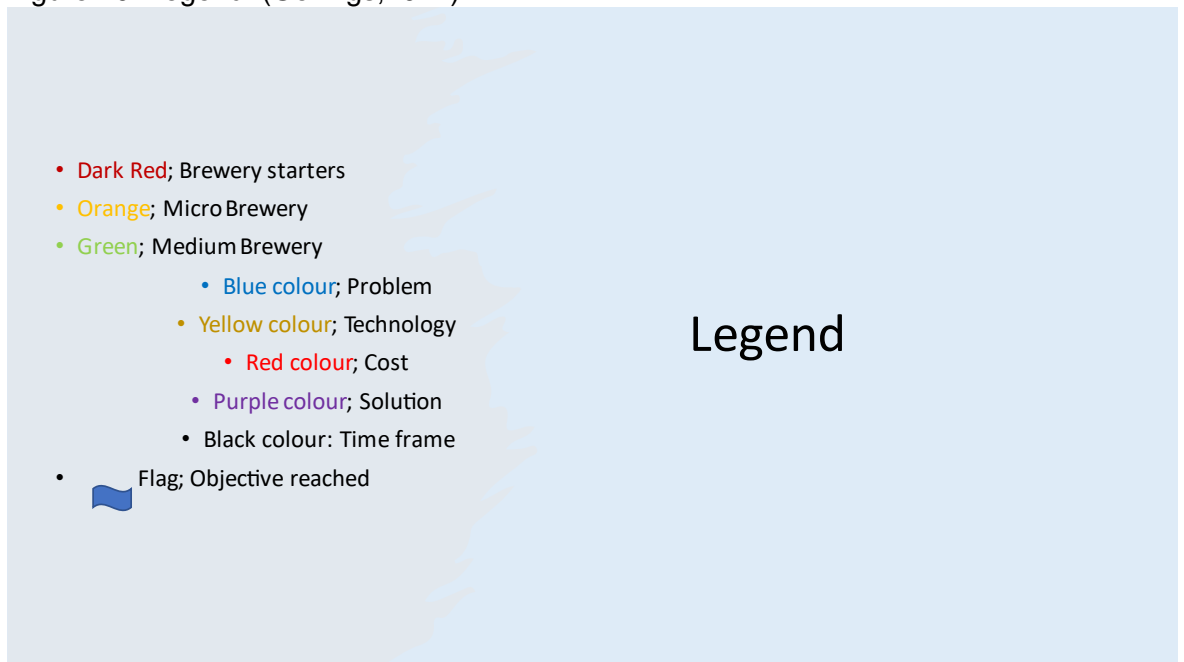 • Dark Red; Brewery starters
• Orange; Micro Brewery
• Green; Medium Brewery
• Blue colour; Problem
• Yellow colour; Technology
• Red colour; Cost
• Purple colour; Solution
• Black colour: Time frame
• Flag; Objective reached
Legend